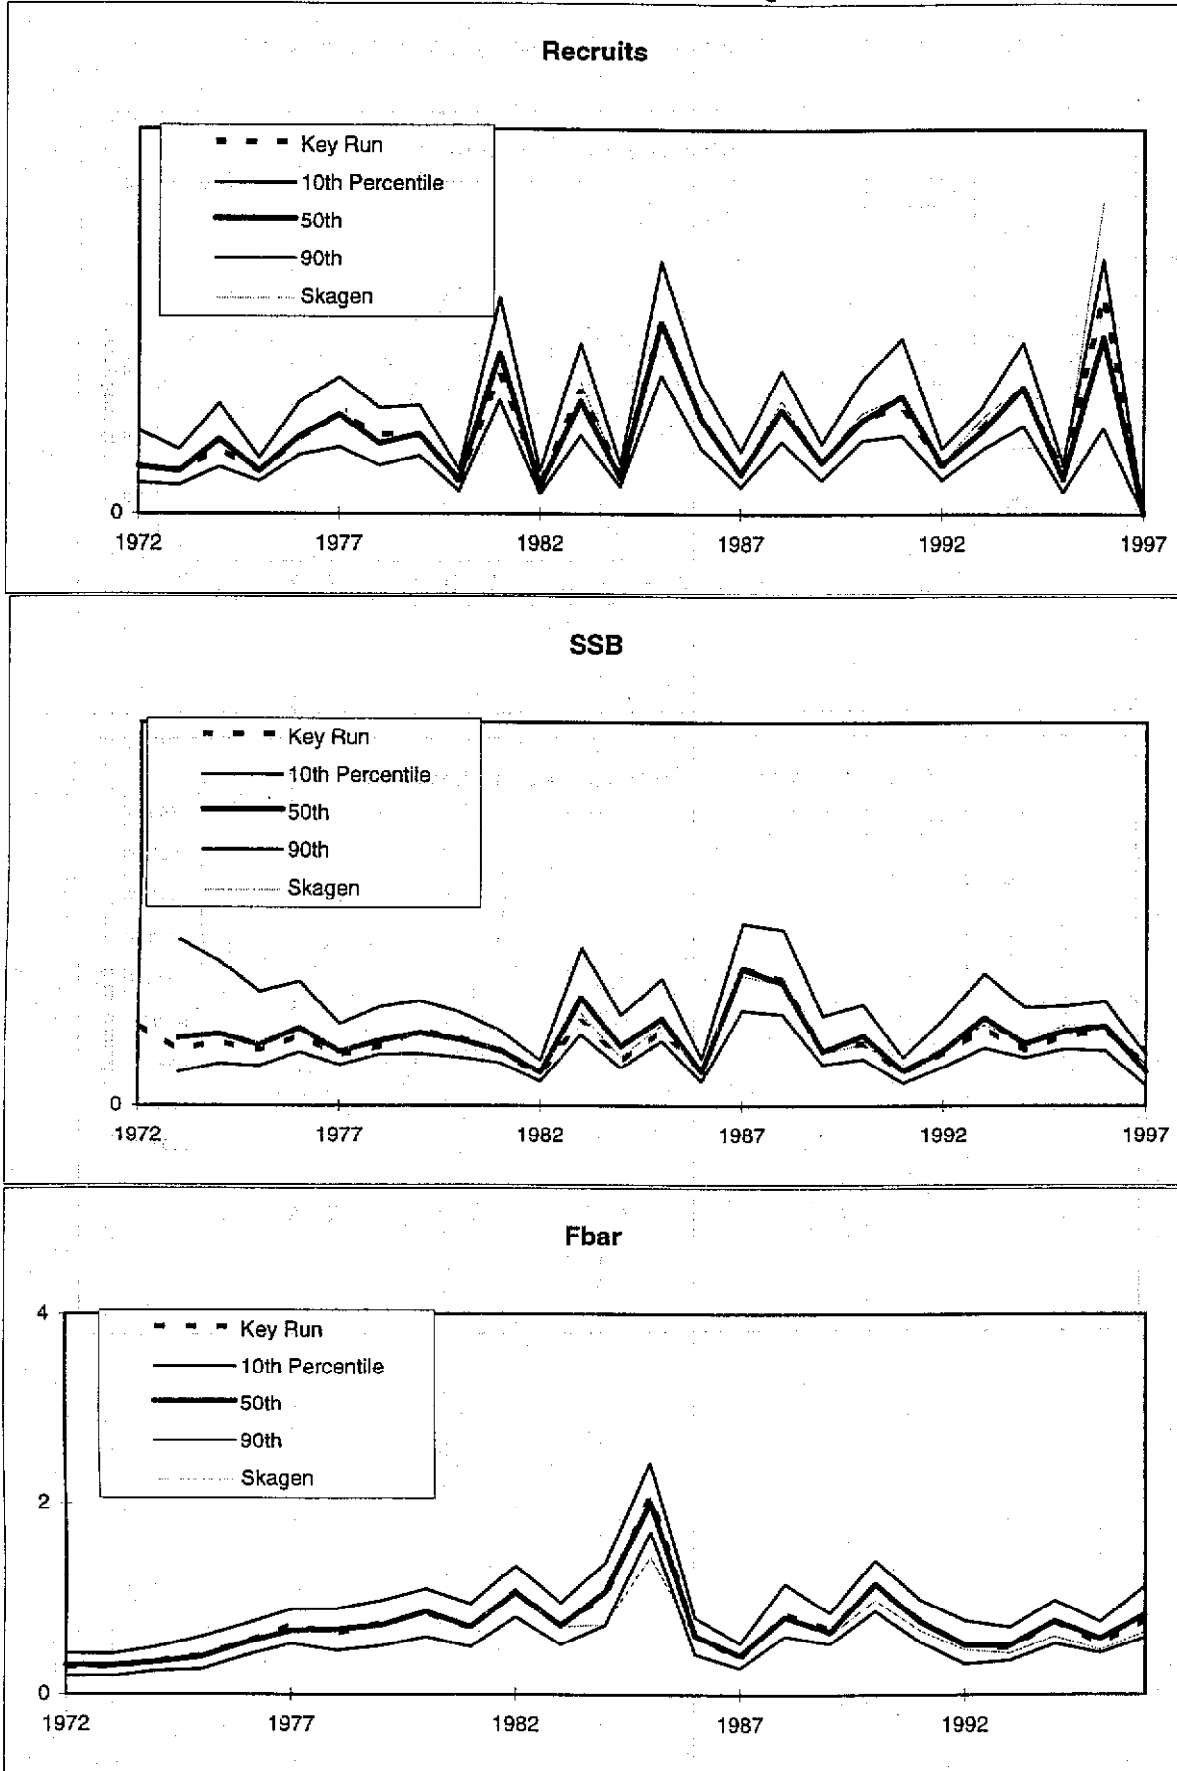 Recruits
Key Run
10th Percentile
50th
90th
Skagen
0
1972 1977 1982 1987 1992 1997
SSB
Key Run
10th Percentile
50th
90th
Skagen
0
1972 1977 1982 1987 1992 1997
Fbar
4
Key Run
10th Percentile
50th
90th
Skagen
2
0
1972 1977 1982 1987 1992